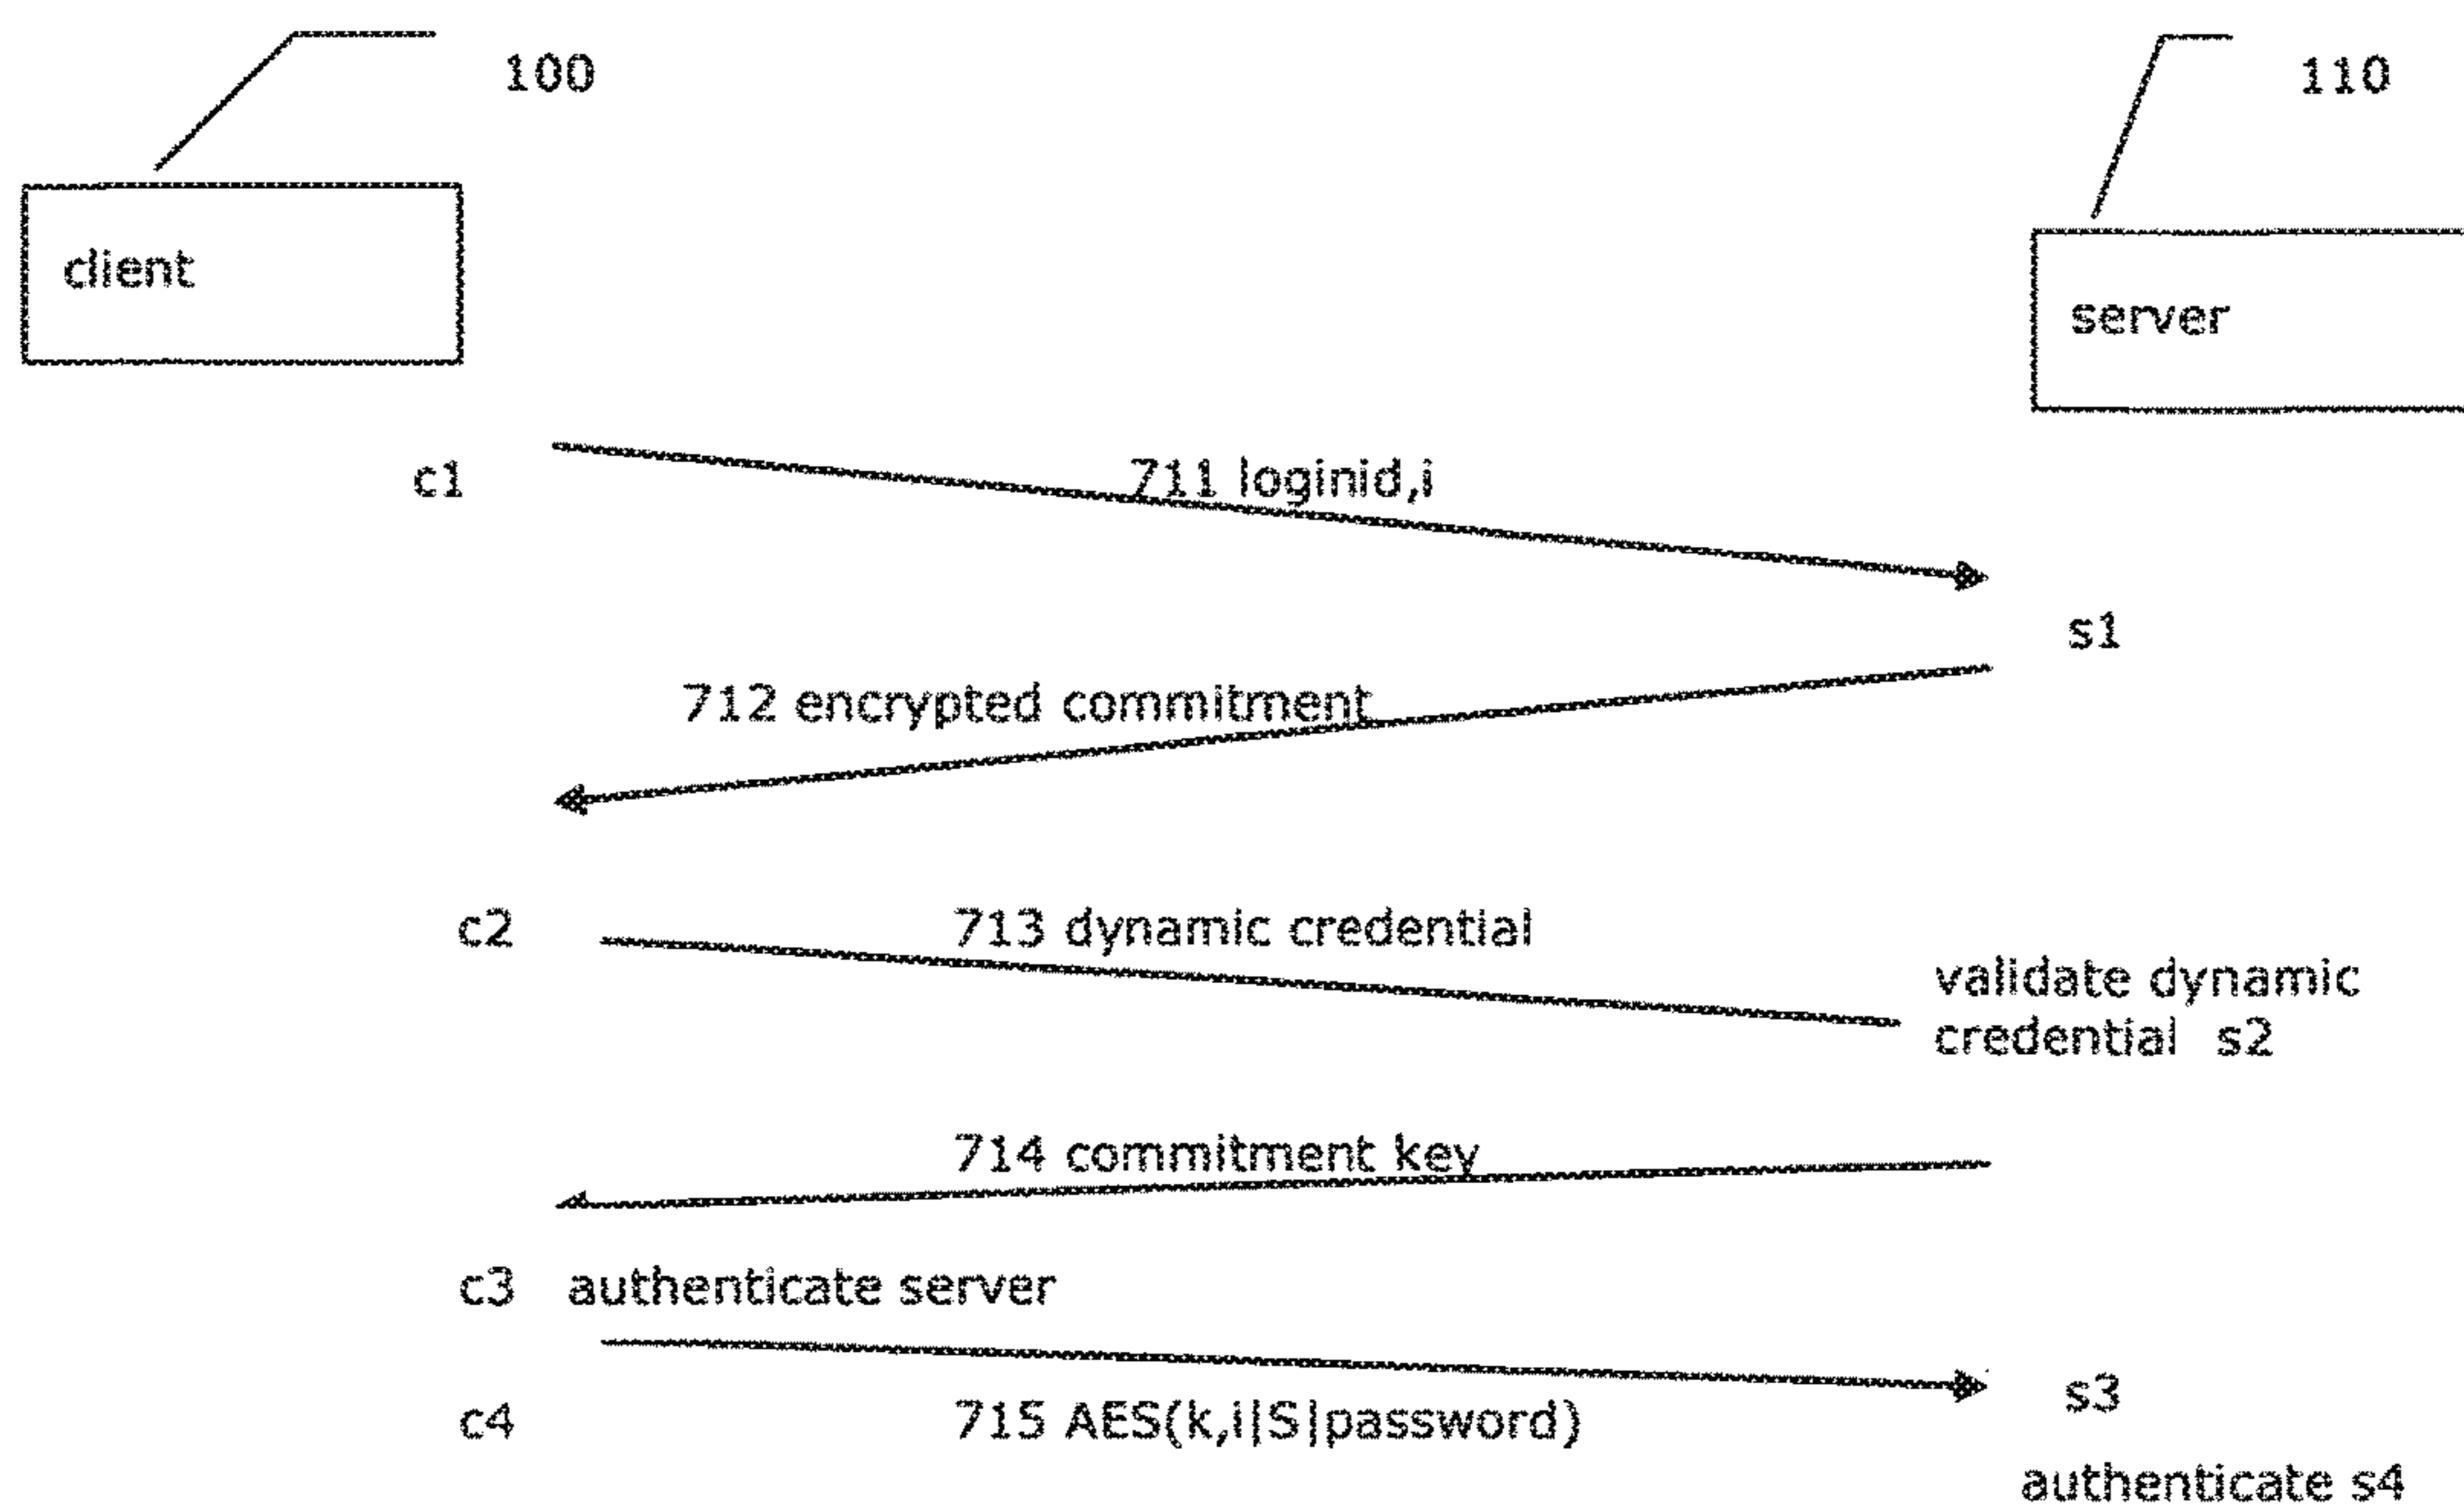 100
110
client
server
c1
711 loginid,i
s1
712 encrypted commitment
c2
713 dynamic credential
validate dynamic
credential s2
714 commitment key
c3 authenticate server
c4
715 AES(k,i|S|password)
s3
authenticate s4